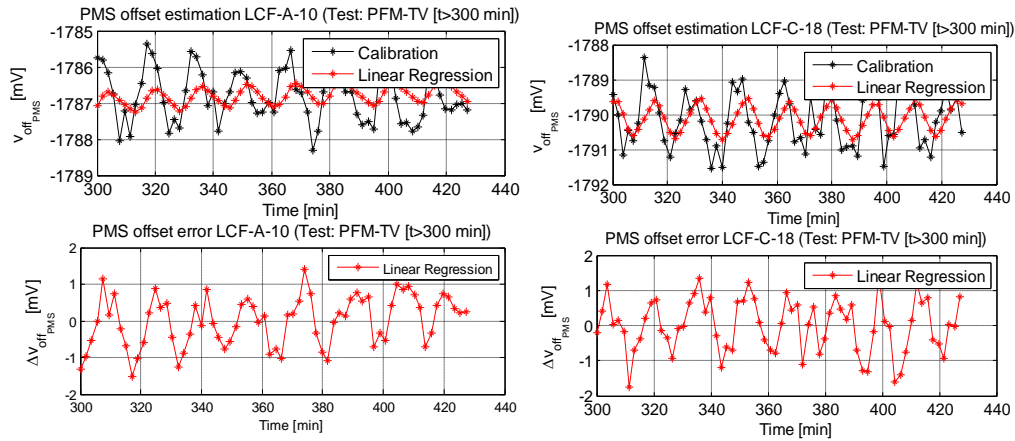 PMS offset estimation LCF-A-10 (Test: PFM-TV [t>300 min])
-1785
-1786
-1787
-1788
-1789
v_off_PMS [mV]
Calibration
Linear Regression
300 320 340 360 380 400 420 440
Time [min]
PMS offset estimation LCF-C-18 (Test: PFM-TV [t>300 min])
-1788
-1789
-1790
-1791
-1792
v_off_PMS [mV]
Calibration
Linear Regression
300 320 340 360 380 400 420 440
Time [min]
PMS offset error LCF-A-10 (Test: PFM-TV [t>300 min])
2
1
0
-1
-2
Δv_off_PMS [mV]
Linear Regression
300 320 340 360 380 400 420 440
Time [min]
PMS offset error LCF-C-18 (Test: PFM-TV [t>300 min])
2
1
0
-1
-2
Δv_off_PMS [mV]
Linear Regression
300 320 340 360 380 400 420 440
Time [min]